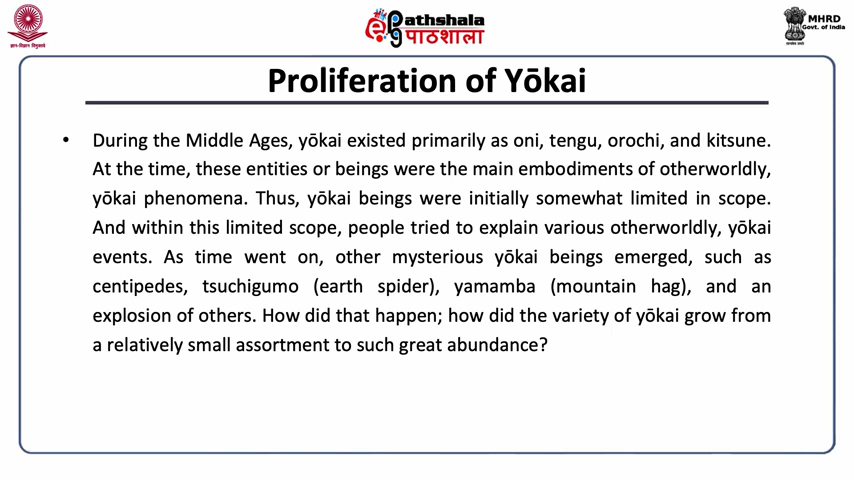 ज्ञान-विज्ञान विमुक्तये
Pathshala
पाठशाला
MHRD
Govt. of India
Proliferation of Yōkai
• During the Middle Ages, yōkai existed primarily as oni, tengu, orochi, and kitsune.
At the time, these entities or beings were the main embodiments of otherworldly,
yōkai phenomena. Thus, yōkai beings were initially somewhat limited in scope.
And within this limited scope, people tried to explain various otherworldly, yōkai
events. As time went on, other mysterious yōkai beings emerged, such as
centipedes, tsuchigumo (earth spider), yamamba (mountain hag), and an
explosion of others. How did that happen; how did the variety of yōkai grow from
a relatively small assortment to such great abundance?